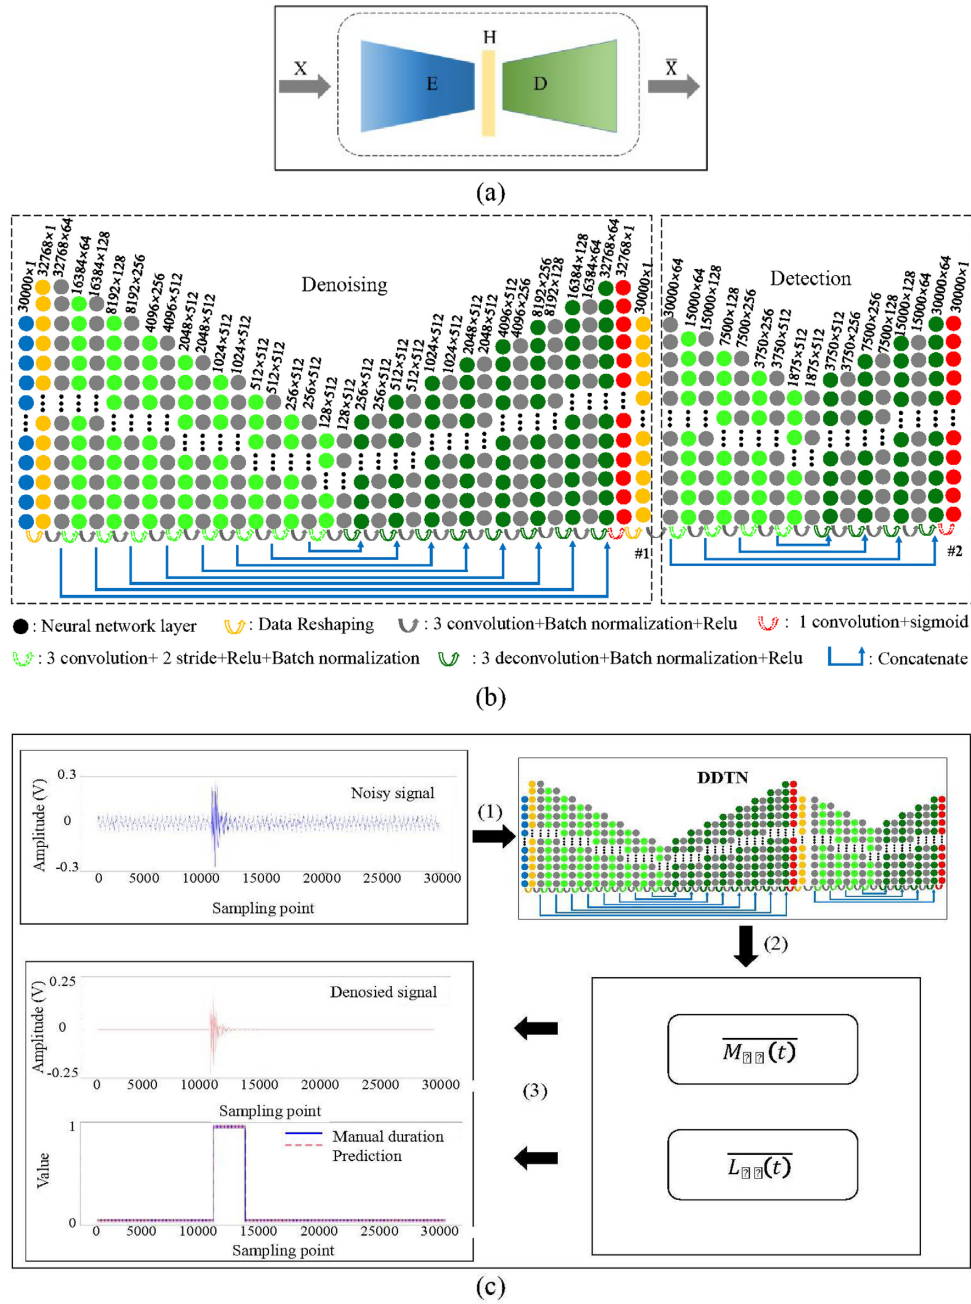 X
E
H
D
X̅
(a)
Denoising
30000×1
32768×1
32768×64
16384×64
16384×128
8192×128
8192×256
4096×256
4096×512
2048×512
2048×512
1024×512
1024×512
512×512
512×512
256×512
256×512
128×512
128×512
256×512
256×512
512×512
512×512
1024×512
1024×512
2048×512
2048×512
4096×512
4096×256
8192×256
8192×128
16384×128
16384×64
32768×64
32768×1
30000×1
#1
Detection
30000×64
15000×64
15000×128
7500×128
7500×256
3750×256
3750×512
1875×512
1875×512
3750×512
3750×256
7500×256
7500×128
15000×128
15000×64
30000×64
30000×1
#2
: Neural network layer
: Data Reshaping
: 3 convolution+Batch normalization+Relu
: 1 convolution+sigmoid
: 3 convolution+ 2 stride+Relu+Batch normalization
: 3 deconvolution+Batch normalization+Relu
: Concatenate
(b)
Amplitude (V)
0.3
0
-0.3
Noisy signal
0 5000 10000 15000 20000 25000 30000
Sampling point
(1)
DDTN
(2)
Amplitude (V)
0.25
0
-0.25
Denosied signal
0 5000 10000 15000 20000 25000 30000
Sampling point
(3)
Value
1
0
Manual duration
Prediction
0 5000 10000 15000 20000 25000 30000
Sampling point
M(t)
L(t)
(c)